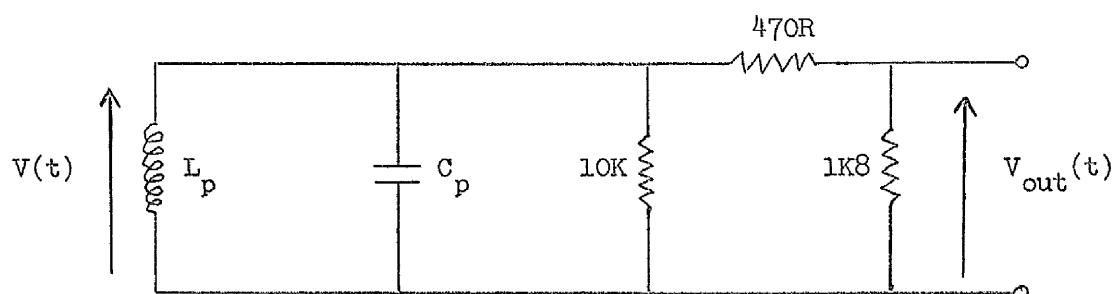 470R
V(t)
L_p
C_p
10K
1K8
V_out(t)